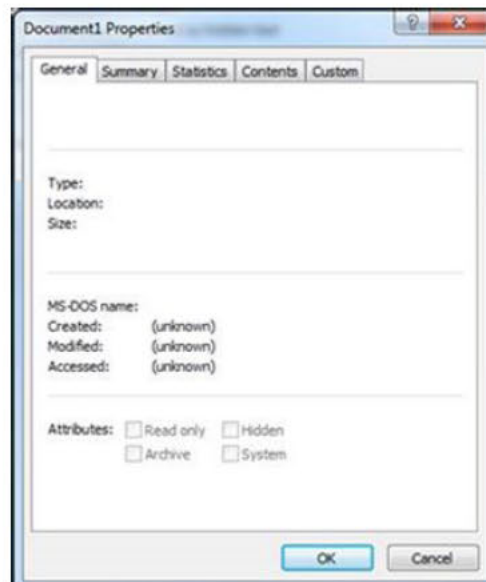 Document1 Properties
General Summary Statistics Contents Custom
Type:
Location:
Size:
MS-DOS name:
Created: (unknown)
Modified: (unknown)
Accessed: (unknown)
Attributes: Read only Hidden
Archive System
OK Cancel